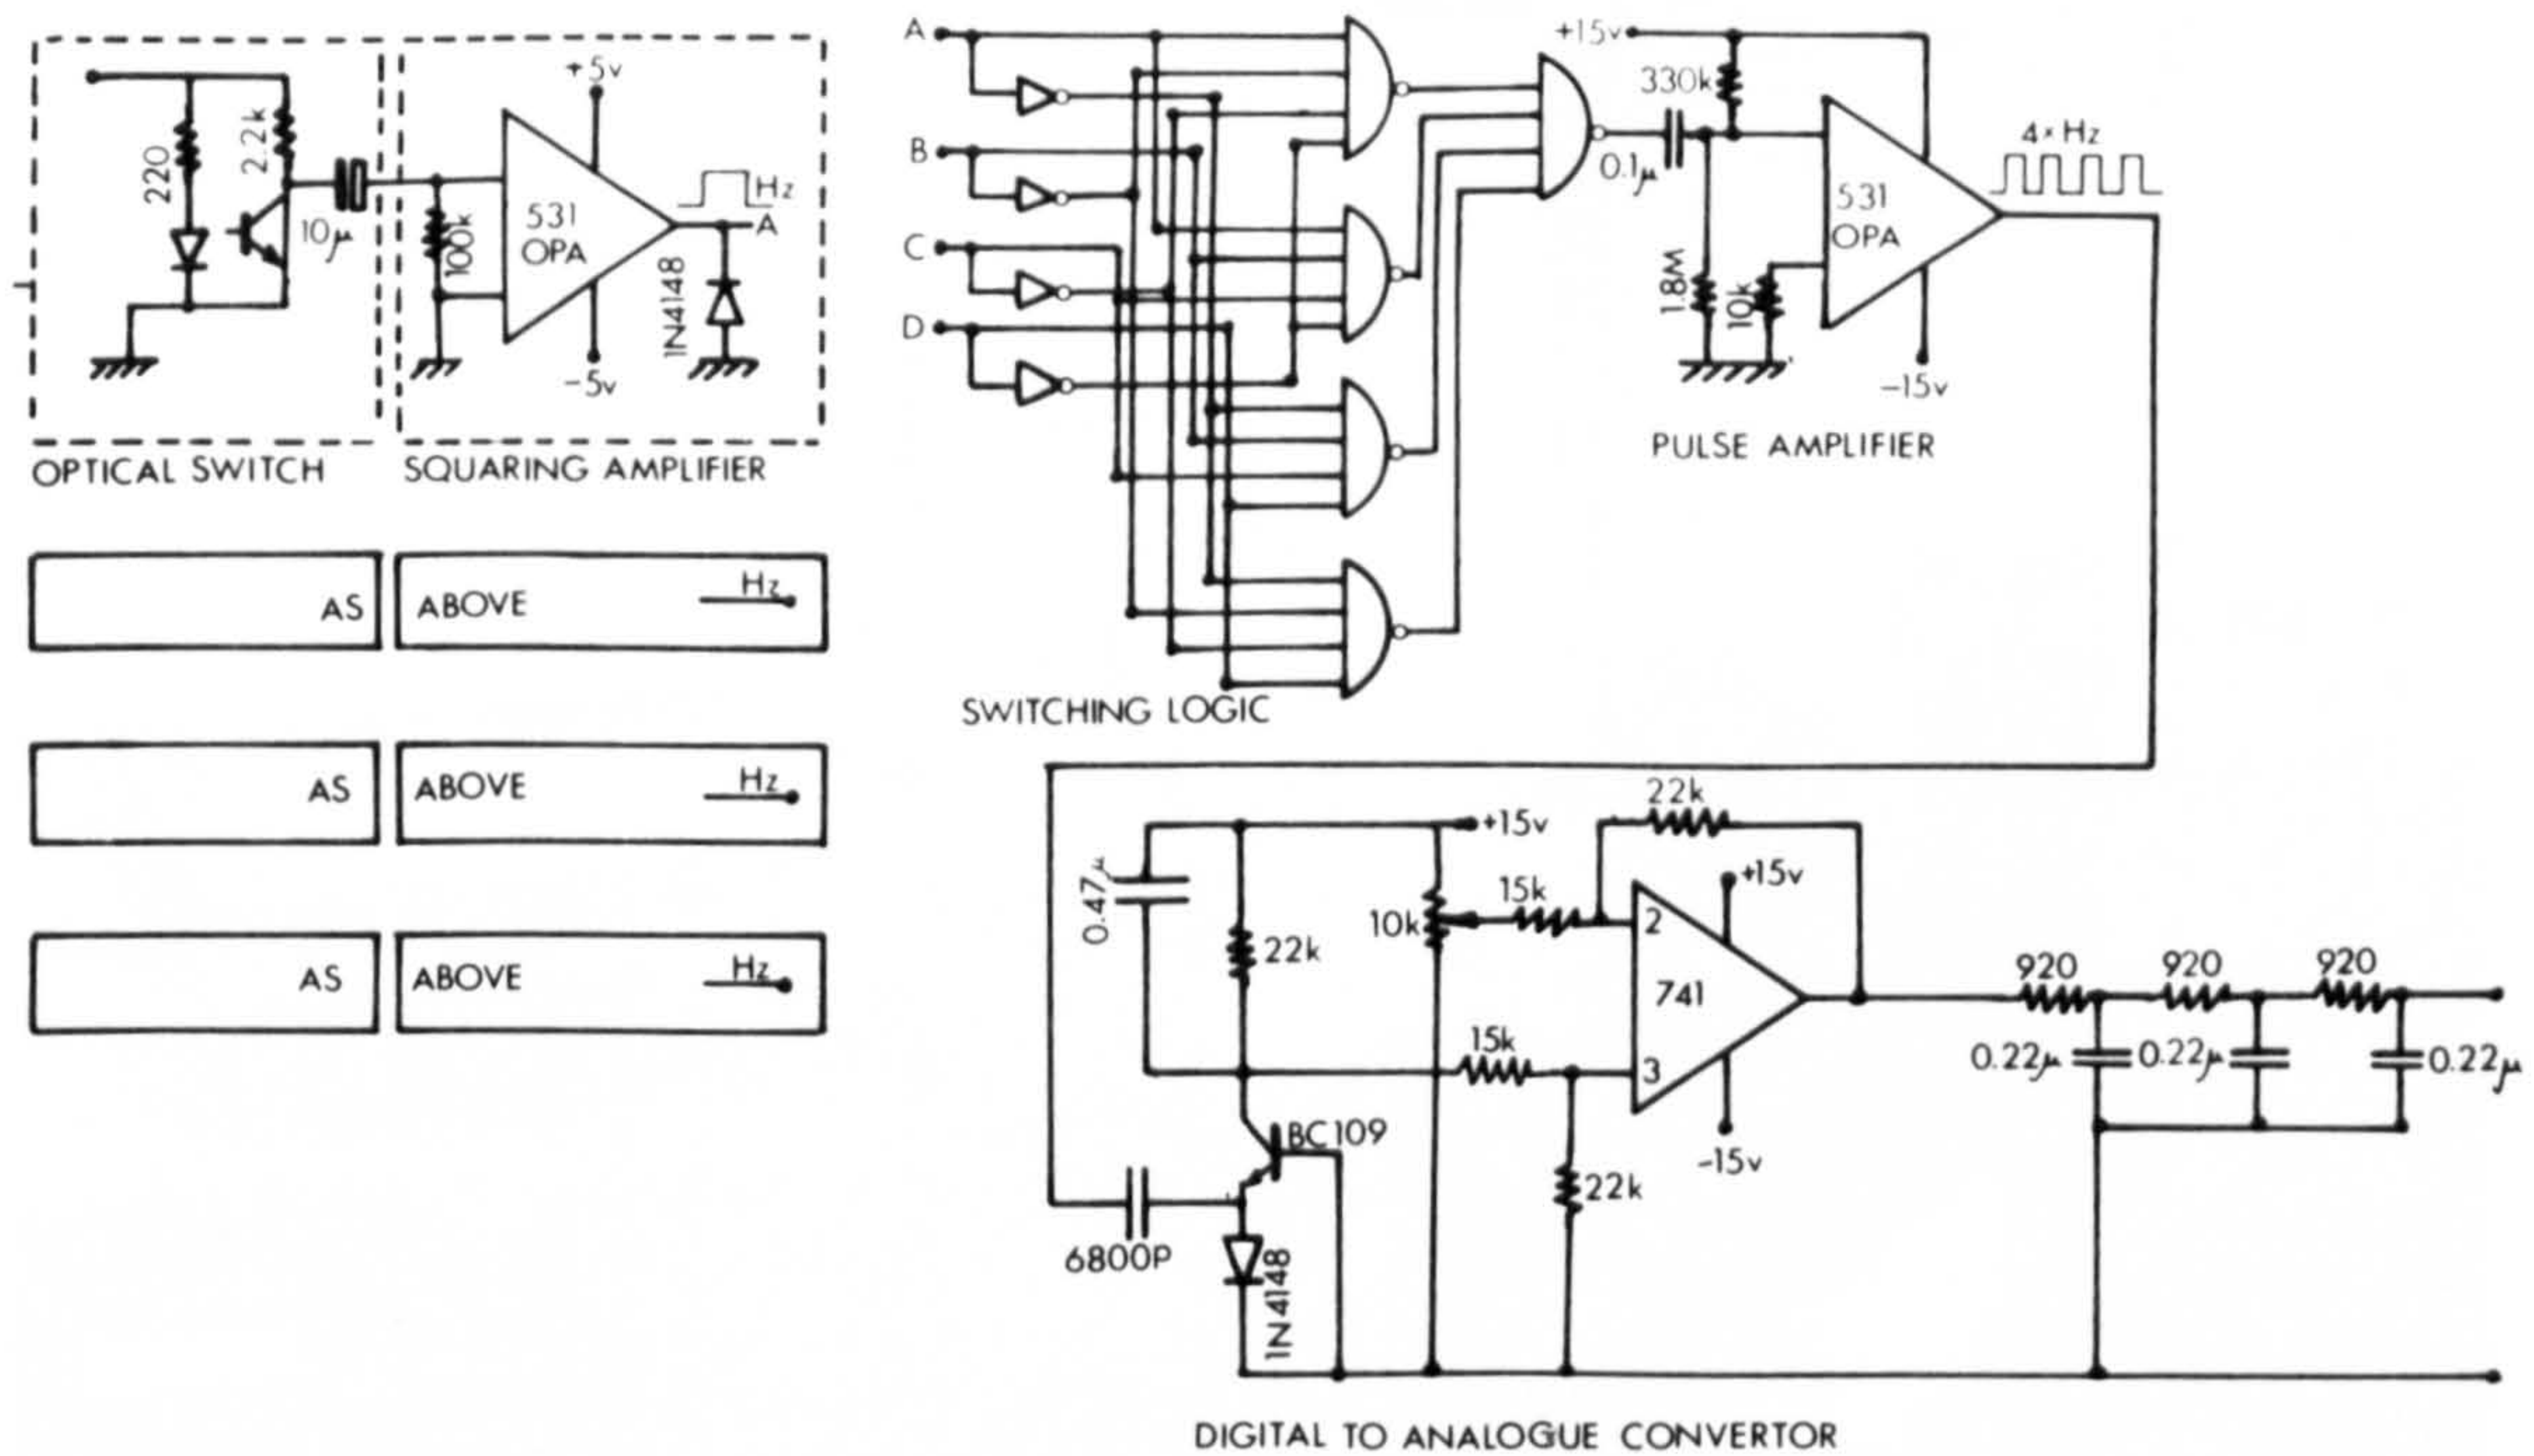 +5v
220
2.2k
10µ
100k
531
OPA
1N4148
Hz
A
-5v
OPTICAL SWITCH
SQUARING AMPLIFIER
AS ABOVE Hz
AS ABOVE Hz
AS ABOVE Hz
A
B
C
D
SWITCHING LOGIC
+15v
330k
0.1µ
1.8M
10k
531
OPA
4× Hz
-15v
PULSE AMPLIFIER
0.47µ
22k
+15v
10k
15k
22k
+15v
2
741
3
15k
-15v
22k
BC109
6800P
1N4148
920
920
920
0.22µ
0.22µ
0.22µ
DIGITAL TO ANALOGUE CONVERTOR